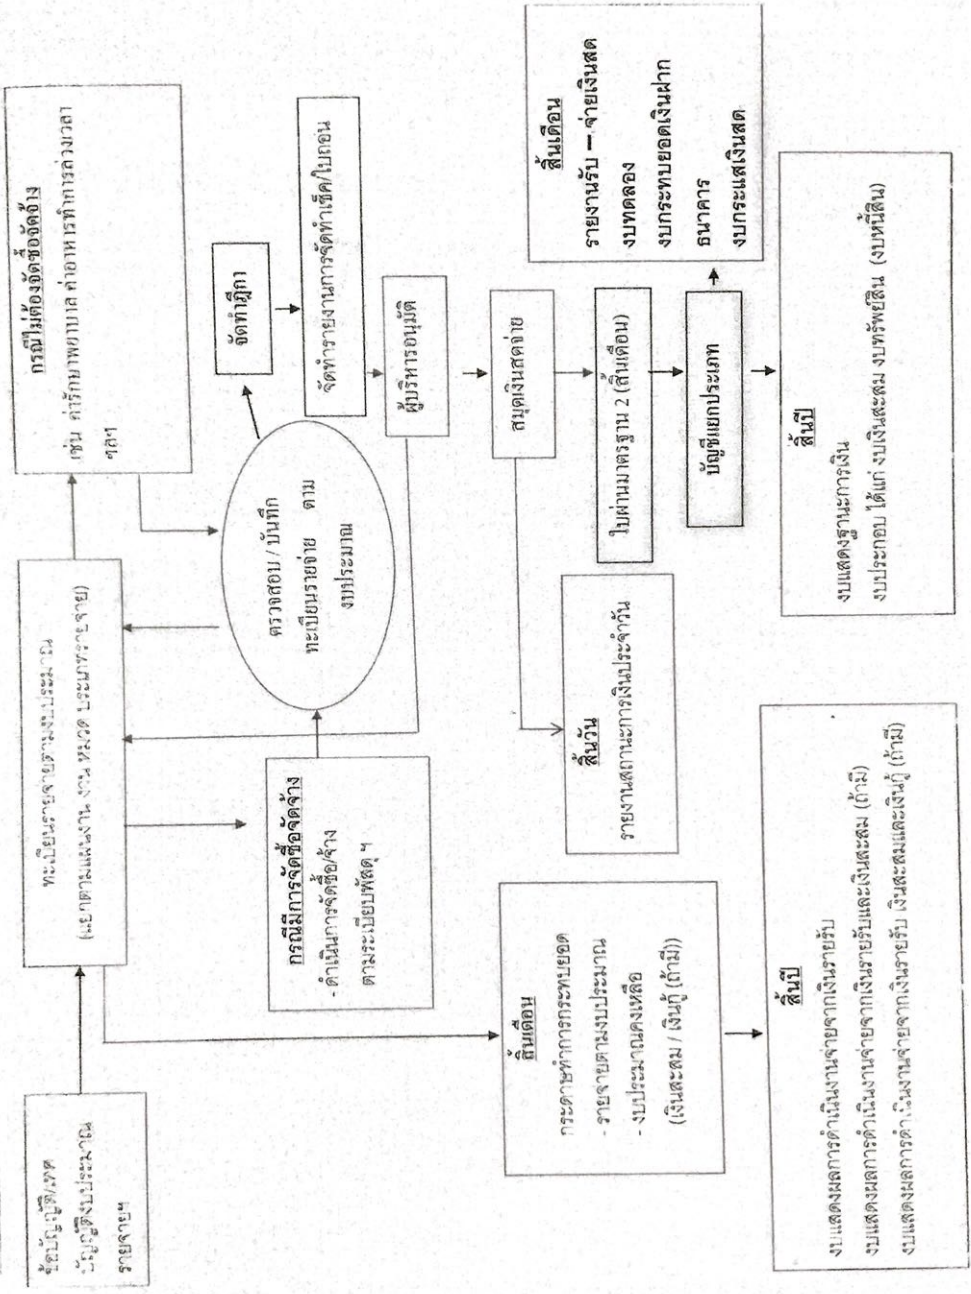 ข้อบัญญัติ/เทศ
บัญญัติงบประมาณ
รายจ่ายฯ
ทะเบียนรายจ่ายตามงบประมาณ
(แยกตามแผนงาน งาน หมวด ประเภทรายจ่าย)
กรณีไม่ต้องจัดซื้อจัดจ้าง
เช่น ค่ารักษาพยาบาล ค่าอาหารทำการล่วงเวลา
ฯลฯ
กรณีมีการจัดซื้อจัดจ้าง
- ดำเนินการจัดซื้อ/จ้าง
ตามระเบียบพัสดุ ฯ
ตรวจสอบ / บันทึก
ทะเบียนรายจ่าย ตาม
งบประมาณ
จัดทำฎีกา
จัดทำรายงานการจัดทำเช็ค/ใบถอน
ผู้บริหารอนุมัติ
สมุดเงินสดจ่าย
ใบผ่านมาตรฐาน 2 (สิ้นเดือน)
บัญชีแยกประเภท
สิ้นเดือน
รายงานรับ – จ่ายเงินสด
งบทดลอง
งบกระทบยอดเงินฝาก
ธนาคาร
งบกระแสเงินสด
สิ้นวัน
รายงานสถานะการเงินประจำวัน
สิ้นปี
งบแสดงฐานะการเงิน
งบประกอบ ได้แก่ งบเงินสะสม งบทรัพย์สิน (งบหนี้สิน)
สิ้นเดือน
กระดาษทำการกระทบยอด
- รายจ่ายตามงบประมาณ
- งบประมาณคงเหลือ
(เงินสะสม / เงินกู้ (ถ้ามี))
สิ้นปี
งบแสดงผลการดำเนินงานจ่ายจากเงินรายรับ
งบแสดงผลการดำเนินงานจ่ายจากเงินรายรับและเงินสะสม (ถ้ามี)
งบแสดงผลการดำเนินงานจ่ายจากเงินรายรับ เงินสะสมและเงินกู้ (ถ้ามี)